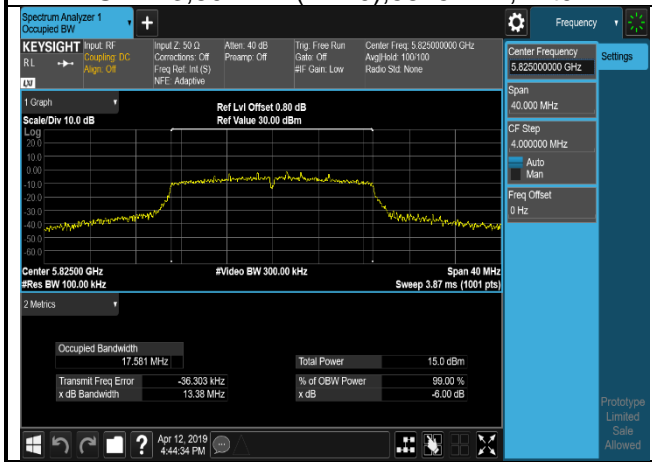 Spectrum Analyzer 1
Occupied BW
+
Frequency
KEYSIGHT
RL
LXI
Input: RF
Coupling: DC
Align: Off
Input Z: 50 Ω
Corrections: Off
Freq Ref: Int (S)
NFE: Adaptive
Atten: 40 dB
Preamp: Off
Trig: Free Run
Gate: Off
#IF Gain: Low
Center Freq: 5.825000000 GHz
Avg|Hold: 100/100
Radio Std: None
Center Frequency
5.825000000 GHz
Settings
Span
40.000 MHz
CF Step
4.000000 MHz
Auto
Man
Freq Offset
0 Hz
1 Graph
Scale/Div 10.0 dB
Ref Lvl Offset 0.80 dB
Ref Value 30.00 dBm
Log
20.0
10.0
0.00
-10.0
-20.0
-30.0
-40.0
-50.0
-60.0
Center 5.82500 GHz
#Video BW 300.00 kHz
Span 40 MHz
#Res BW 100.00 kHz
Sweep 3.87 ms (1001 pts)
2 Metrics
Occupied Bandwidth
17.581 MHz
Total Power 15.0 dBm
Transmit Freq Error -36.303 kHz
% of OBW Power 99.00 %
x dB Bandwidth 13.38 MHz
x dB -6.00 dB
Apr 12, 2019
4:44:34 PM
Prototype
Limited
Sale
Allowed